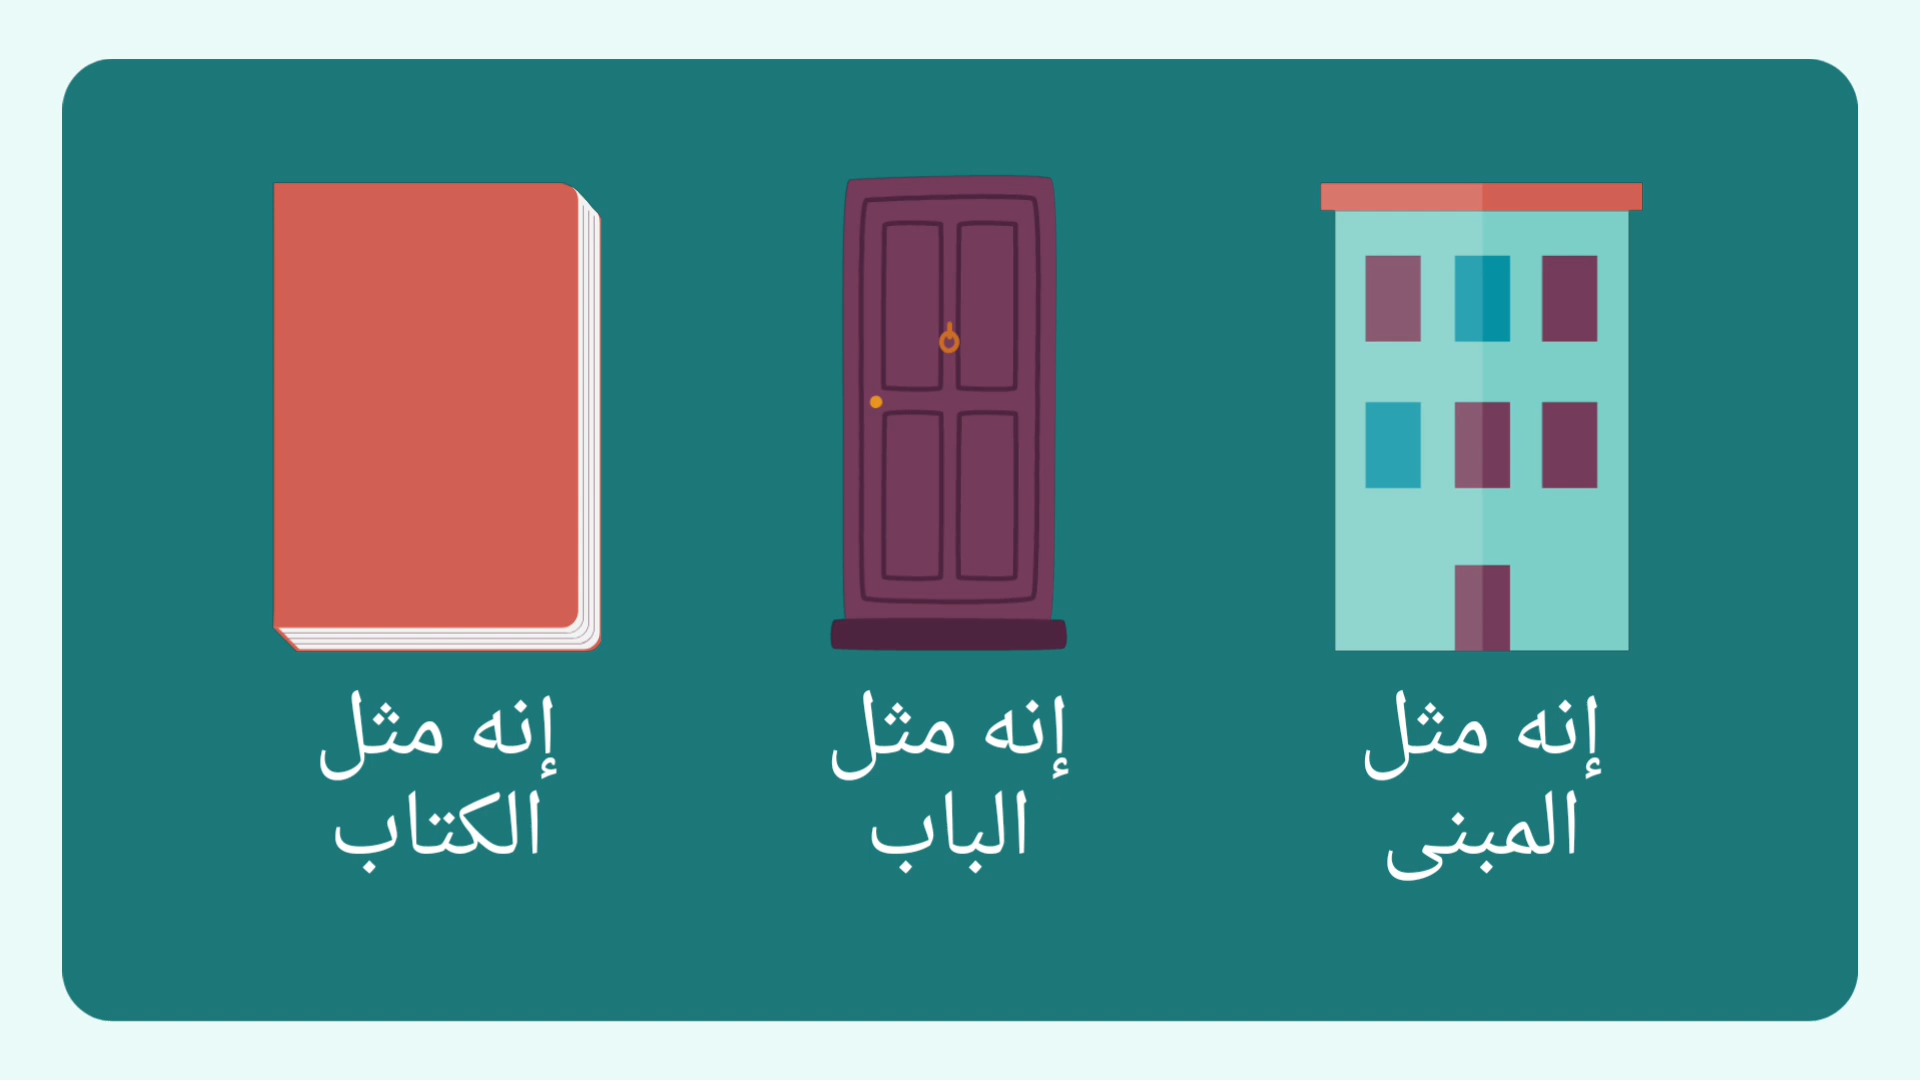 إنه مثل
المبنى
إنه مثل
الباب
إنه مثل
الكتاب